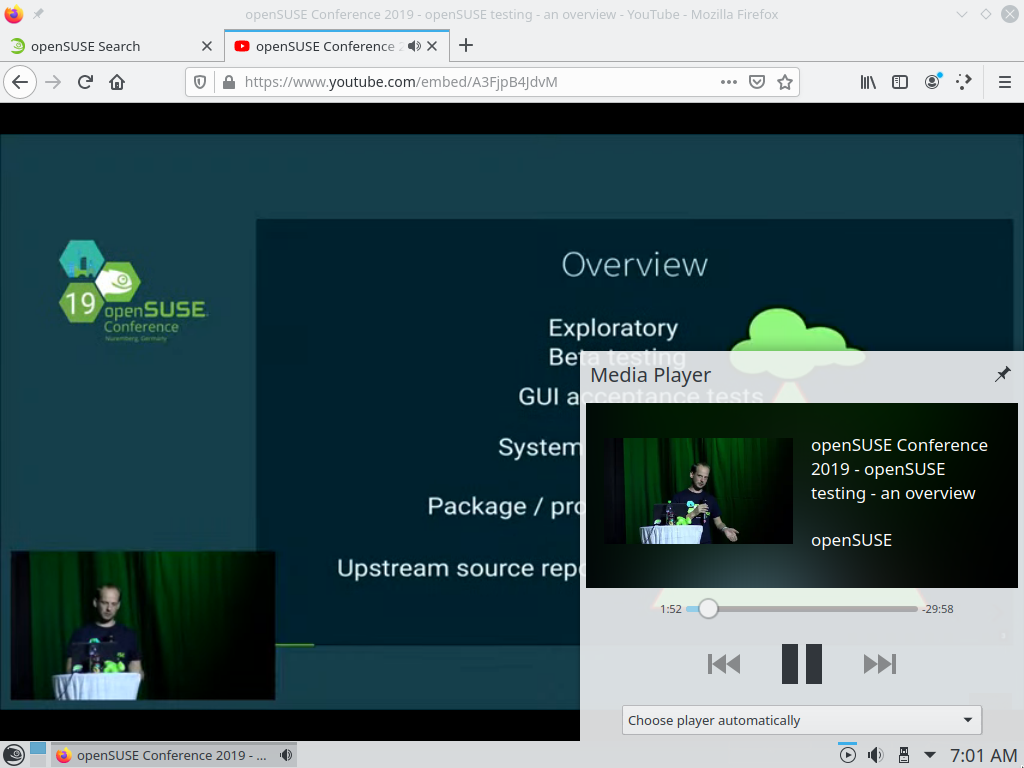 openSUSE Conference 2019 - openSUSE testing - an overview - YouTube - Mozilla Firefox
openSUSE Search
openSUSE Conference 2
https://www.youtube.com/embed/A3FjpB4JdvM
Overview
19
openSUSE
Conference
Nuremberg, Germany
Exploratory
Beta testing
GUI acceptance tests
System
Package / pro
Upstream source repo
Media Player
openSUSE Conference
2019 - openSUSE
testing - an overview
openSUSE
1:52
-29:58
Choose player automatically
openSUSE Conference 2019 - ...
7:01 AM